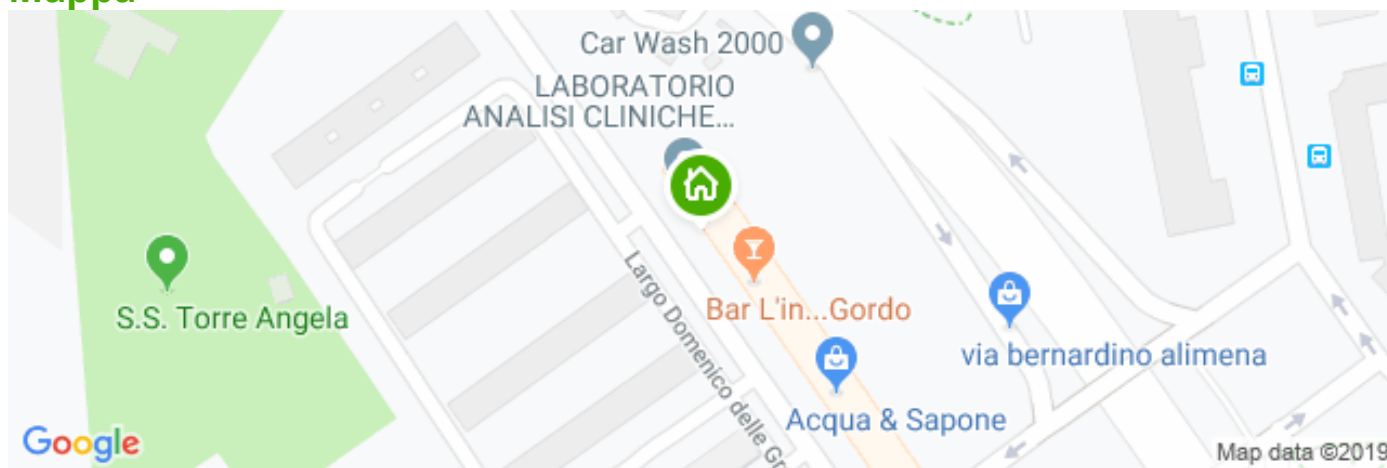 Mappa
Car Wash 2000
LABORATORIO
ANALISI CLINICHE...
S.S. Torre Angela
Largo Domenico delle Gr
Bar L'in...Gordo
via bernardino alimena
Acqua & Sapone
Google
Map data ©2019